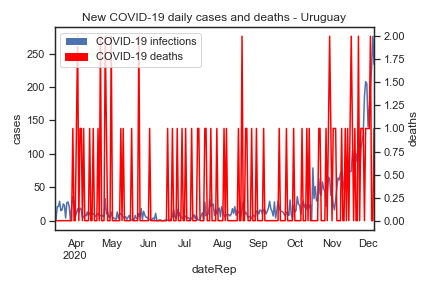 New COVID-19 daily cases and deaths - Uruguay
COVID-19 infections
COVID-19 deaths
250
200
150
100
50
0
cases
2.00
1.75
1.50
1.25
1.00
0.75
0.50
0.25
0.00
deaths
Apr May Jun Jul Aug Sep Oct Nov Dec
2020
dateRep